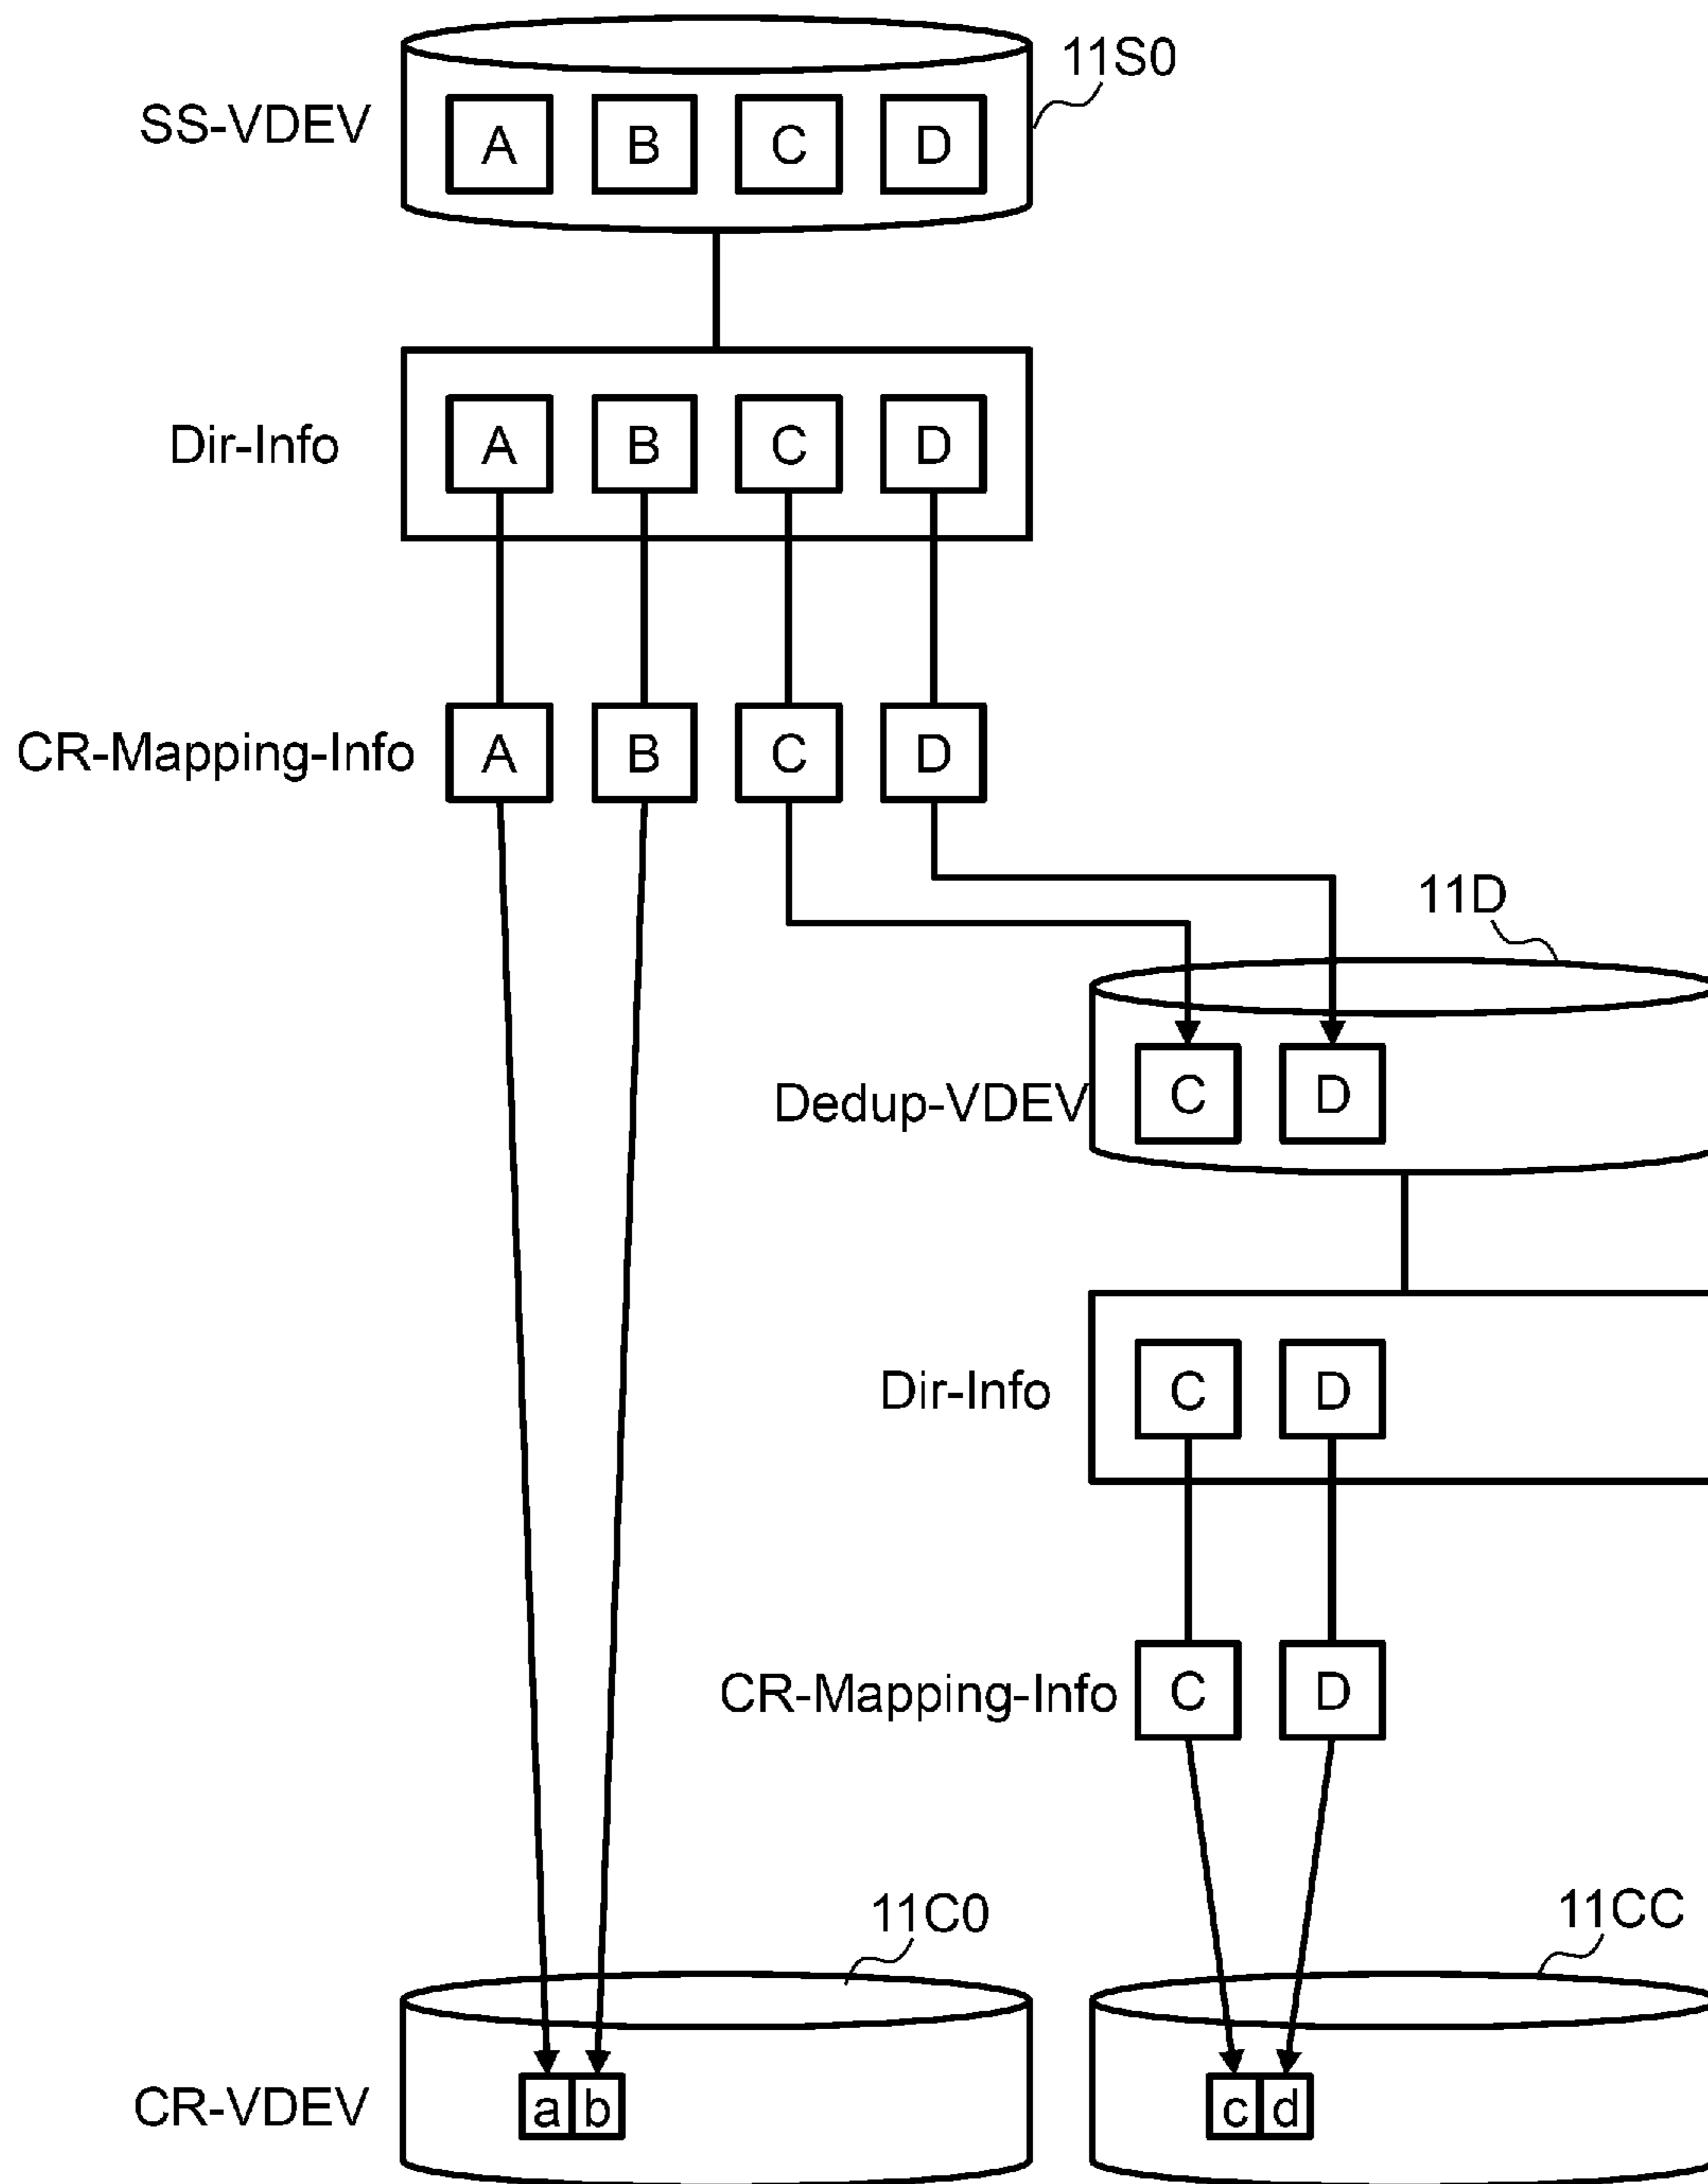 11S0
SS-VDEV A B C D
Dir-Info A B C D
CR-Mapping-Info A B C D
11D
Dedup-VDEV C D
Dir-Info C D
CR-Mapping-Info C D
11C0 11CC
CR-VDEV a b c d